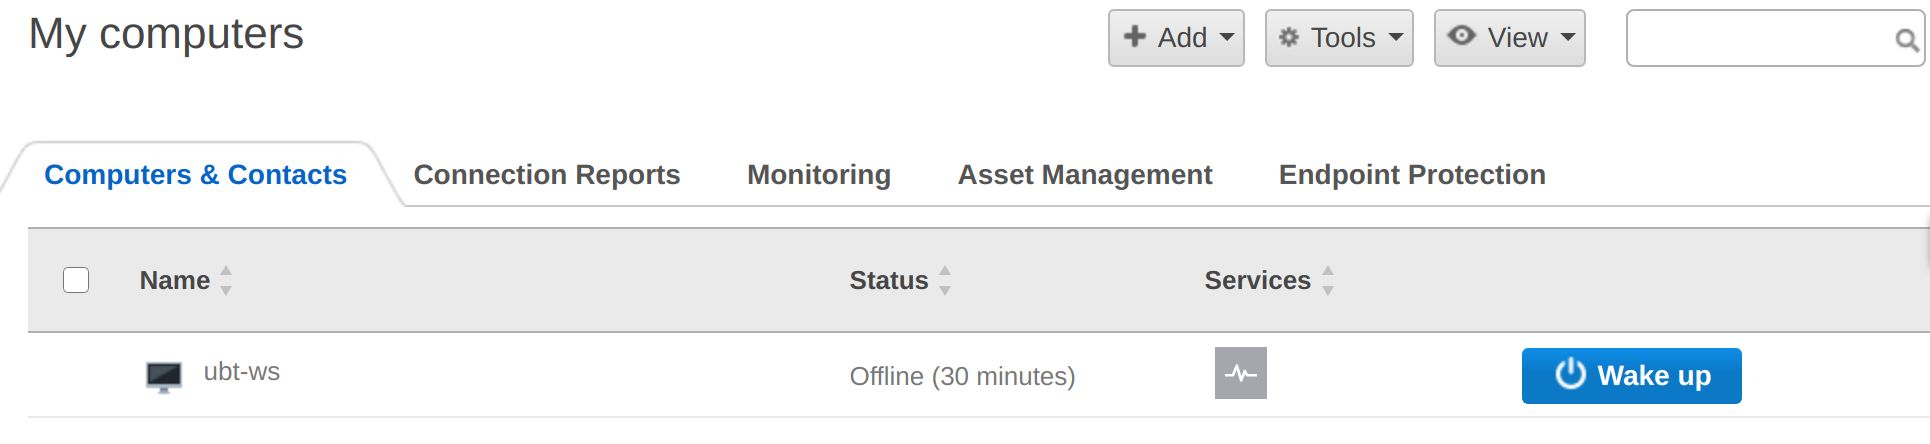 My computers
Add Tools View
Computers & Contacts Connection Reports Monitoring Asset Management Endpoint Protection
Name Status Services
ubt-ws Offline (30 minutes) Wake up